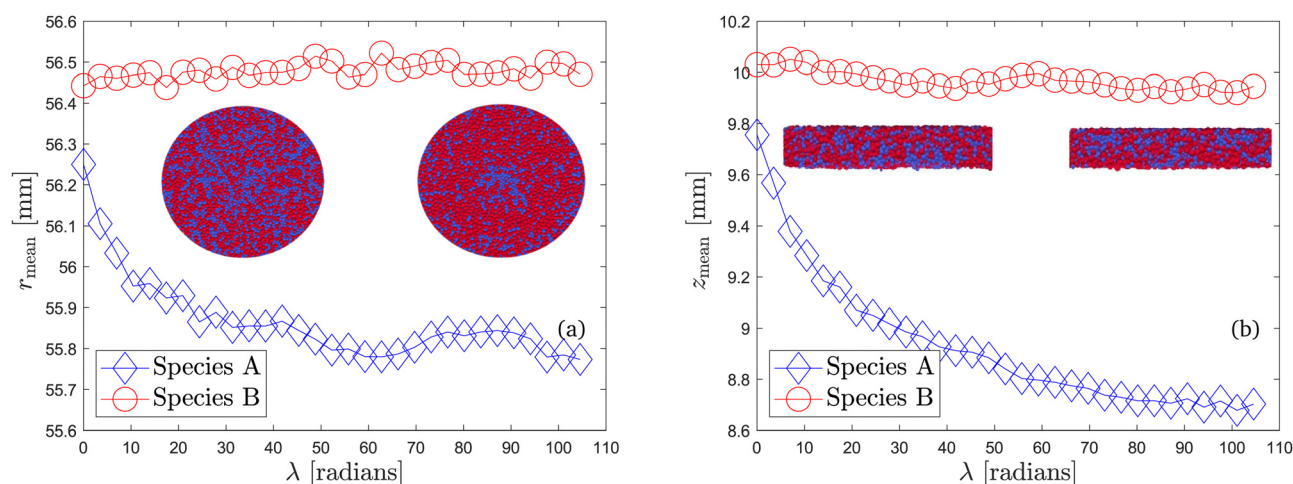 56.6
56.5
56.4
56.3
56.2
56.1
56
55.9
55.8
55.7
55.6
r_mean [mm]
(a)
Species A
Species B
0 10 20 30 40 50 60 70 80 90 100 110
λ [radians]
10.2
10
9.8
9.6
9.4
9.2
9
8.8
8.6
z_mean [mm]
(b)
Species A
Species B
0 10 20 30 40 50 60 70 80 90 100 110
λ [radians]